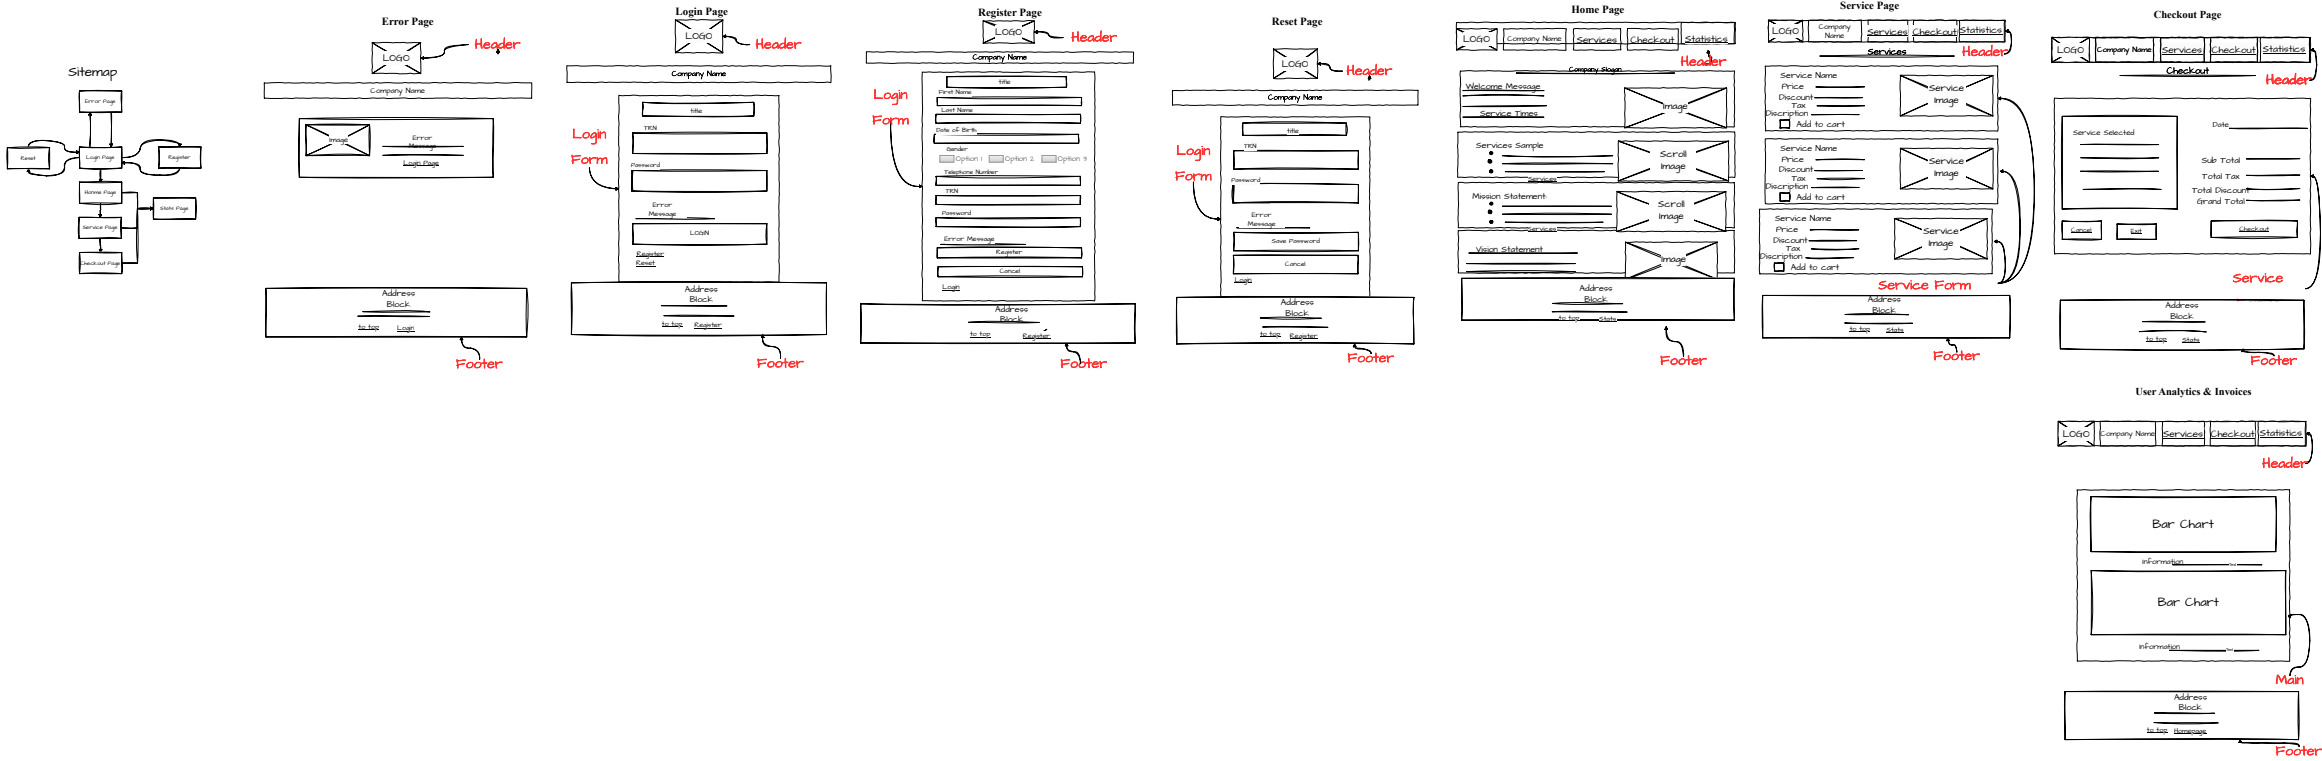 Sitemap
Error Page
Reset
Login Page
Register
Honme Page
Stats Page
Service Page
Checkout Page
Error Page
LOGO
Header
Company Name
Image
Error
Message
Login Page
Address
Block
to top
Login
Footer
Login Page
LOGO
Header
Company Name
Login
Form
title
TRN
Password
Error
Message
LOGIN
Register
Reset
Address
Block
to top
Register
Footer
Register Page
LOGO
Header
Company Name
Login
Form
title
First Name
Last Name
Date of Birth
Gender
Option 1
Option 2
Option 3
Telephone Number
TRN
Password
Error Message
Register
Cancel
Login
Address
Block
to top
Register
Footer
Reset Page
LOGO
Header
Company Name
Login
Form
title
TRN
Password
Error
Message
Save Password
Cancel
Login
Address
Block
to top
Register
Footer
Home Page
LOGO
Company Name
Services
Checkout
Statistics
Header
Company Slogan
Welcome Message
Service Times
Image
Services Sample
Scroll
Image
Services
Mission Statement
Scroll
Image
Services
Vision Statement
Image
Address
Block
to top
Stats
Footer
Service Page
LOGO
Company
Name
Services
Checkout
Statistics
Services
Header
Service Name
Price
Discount
Tax
Discription
Add to cart
Service
Image
Service Name
Price
Discount
Tax
Discription
Add to cart
Service
Image
Service Name
Price
Discount
Tax
Discription
Add to cart
Service
Image
Service Form
Address
Block
to top
Stats
Footer
Checkout Page
LOGO
Company Name
Services
Checkout
Statistics
Checkout
Header
Service Selected
Date
Sub Total
Total Tax
Total Discount
Grand Total
Cancel
Exit
Checkout
Service
Address
Block
to top
Stats
Footer
User Analytics & Invoices
LOGO
Company Name
Services
Checkout
Statistics
Header
Bar Chart
Information
Bar Chart
Information
Main
Address
Block
to top
Homepage
Footer